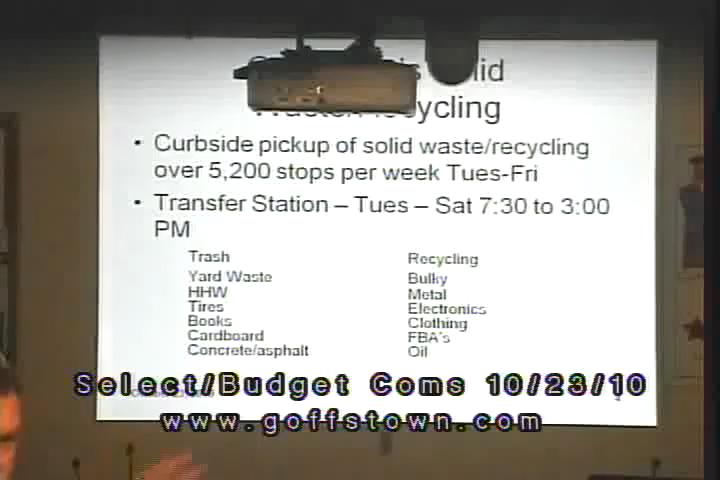 lid
ycling
• Curbside pickup of solid waste/recycling
over 5,200 stops per week Tues-Fri
• Transfer Station – Tues – Sat 7:30 to 3:00
PM
Trash
Yard Waste
HHW
Tires
Books
Cardboard
Concrete/asphalt
Recycling
Bulky
Metal
Electronics
Clothing
FBA's
Oil
Select/Budget Coms 10/23/10
www.goffstown.com